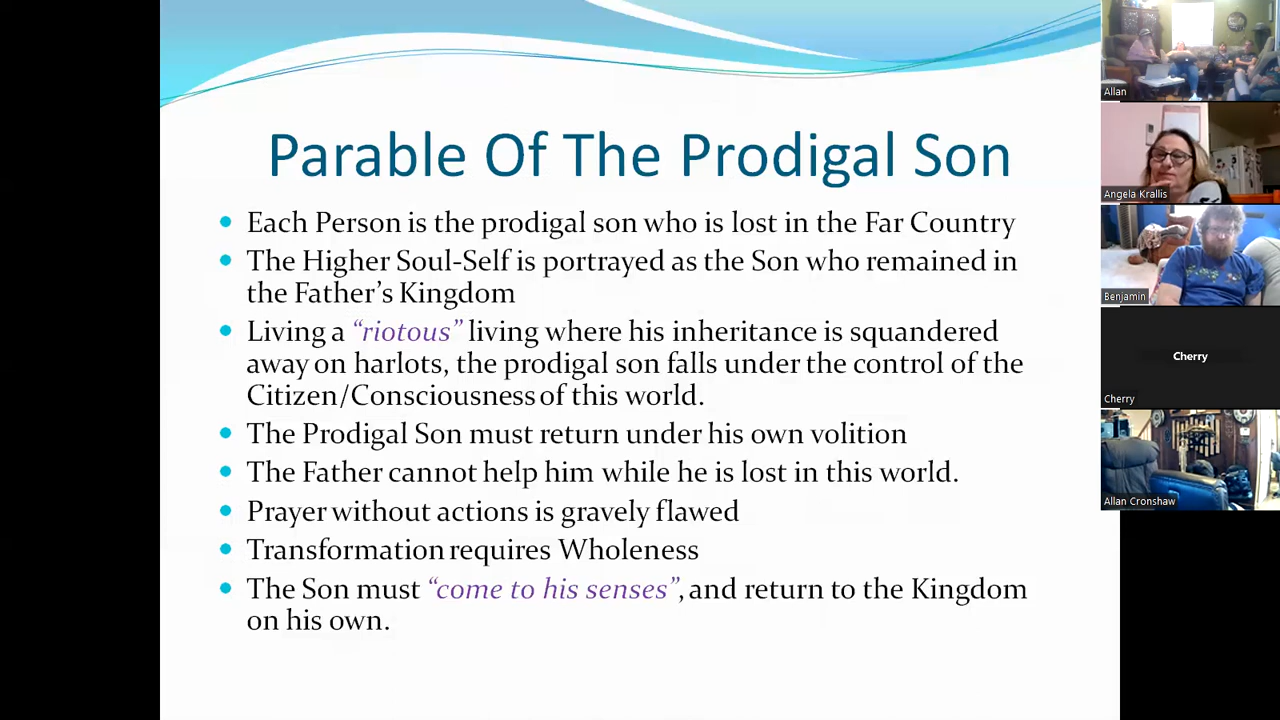 Parable Of The Prodigal Son
Each Person is the prodigal son who is lost in the Far Country
The Higher Soul-Self is portrayed as the Son who remained in
the Father’s Kingdom
Living a “riotous” living where his inheritance is squandered
away on harlots, the prodigal son falls under the control of the
Citizen/Consciousness of this world.
The Prodigal Son must return under his own volition
The Father cannot help him while he is lost in this world.
Prayer without actions is gravely flawed
Transformation requires Wholeness
The Son must “come to his senses”, and return to the Kingdom
on his own.
Allan
Angela Krallis
Benjamin
Cherry
Cherry
Allan Cronshaw